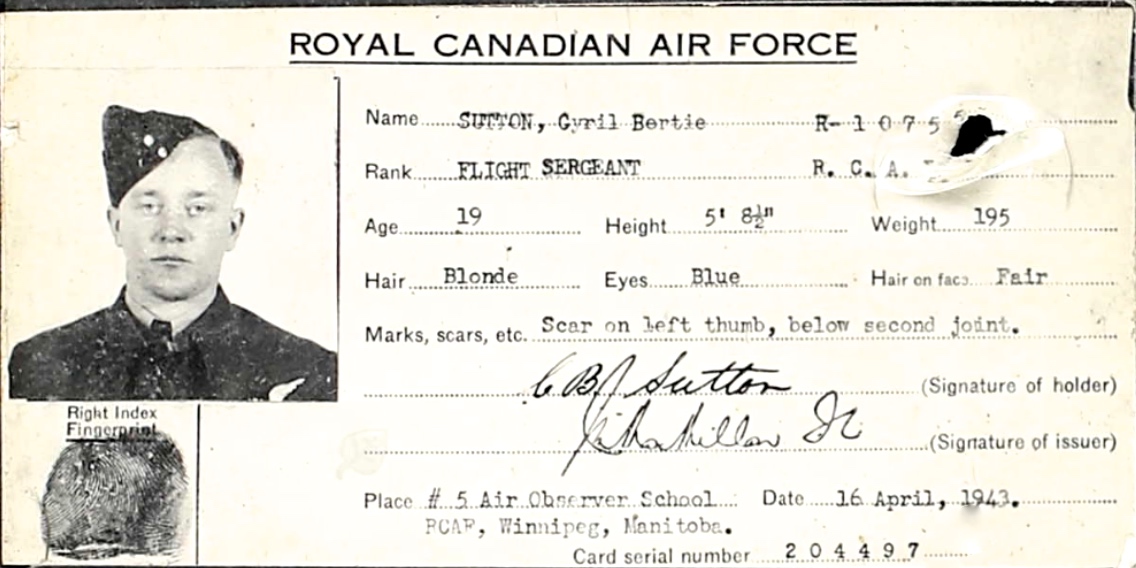 ROYAL CANADIAN AIR FORCE
Name SUTTON, Cyril Bertie R-1075
Rank FLIGHT SERGEANT R. C. A.
Age 19 Height 5' 8½" Weight 195
Hair Blonde Eyes Blue Hair on face Fair
Marks, scars, etc. Scar on left thumb, below second joint.
C B Sutton (Signature of holder)
(Signature of issuer)
Right Index
Fingerprint
Place # 5 Air Observer School Date 16 April, 1943.
RCAF, Winnipeg, Manitoba.
Card serial number 204497